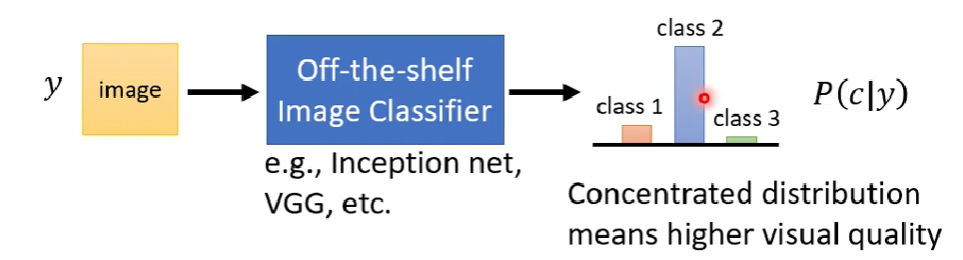 y
image
Off-the-shelf
Image Classifier
e.g., Inception net,
VGG, etc.
class 2
class 1
class 3
P(c|y)
Concentrated distribution
means higher visual quality